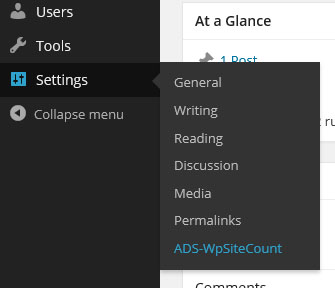 Users
Tools
Settings
Collapse menu
At a Glance
1 Post
General
Writing
Reading
Discussion
Media
Permalinks
ADS-WpSiteCount
Comments